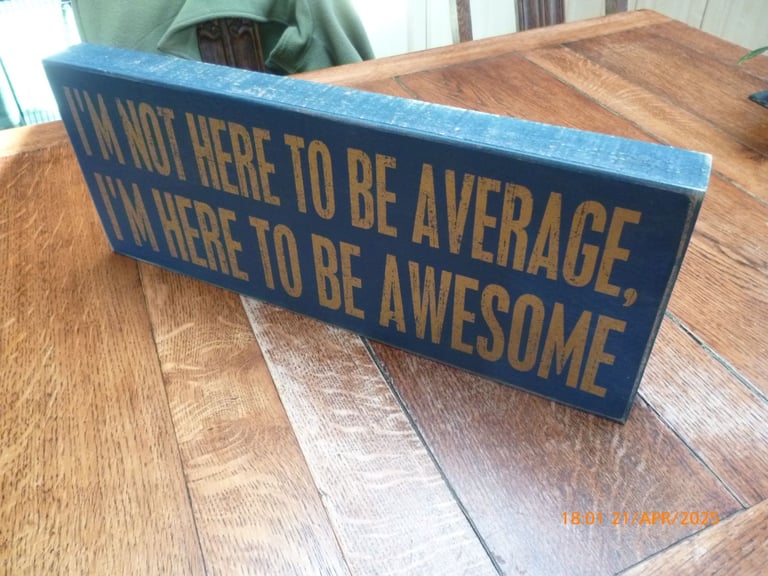 I'M NOT HERE TO BE AVERAGE,
I'M HERE TO BE AWESOME
18:01 21/APR/2025